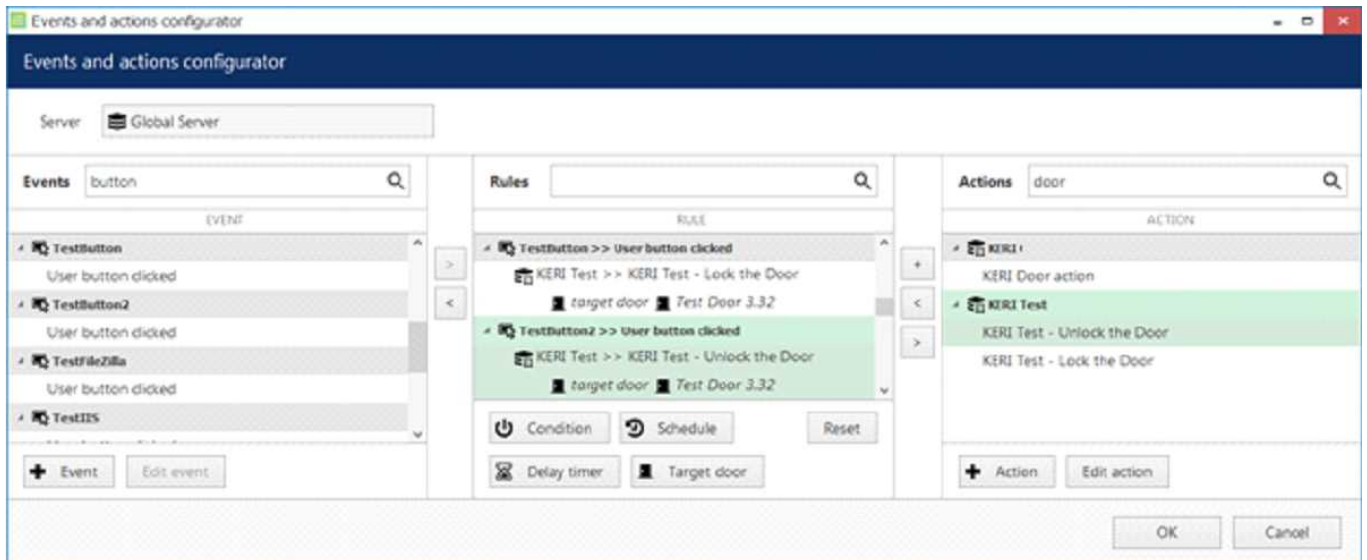 Events and actions configurator
Events and actions configurator
Server Global Server
Events button
EVENT
TestButton
User button clicked
TestButton2
User button clicked
TestFileZilla
User button clicked
TestIIS
+ Event Edit event
>
<
Rules
RULE
TestButton >> User button clicked
KERI Test >> KERI Test - Lock the Door
target door Test Door 3.32
TestButton2 >> User button clicked
KERI Test >> KERI Test - Unlock the Door
target door Test Door 3.32
Condition Schedule Reset
Delay timer Target door
+
<
>
Actions door
ACTION
KERI
KERI Door action
KERI Test
KERI Test - Unlock the Door
KERI Test - Lock the Door
+ Action Edit action
OK Cancel